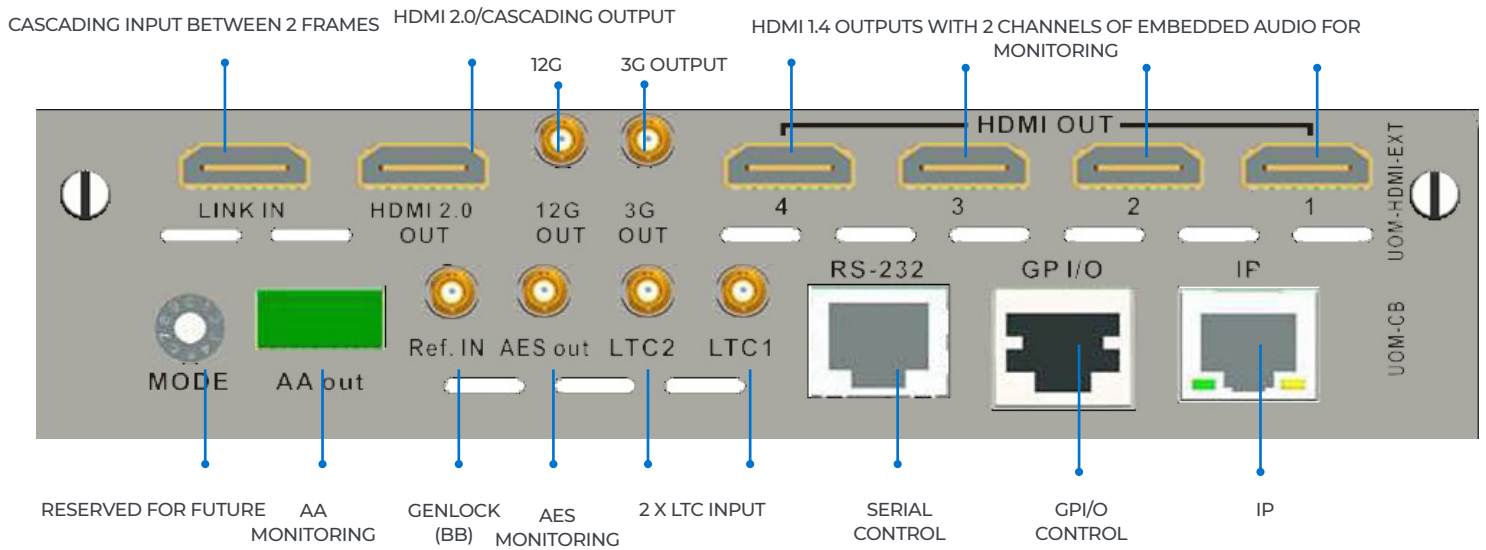 CASCADING INPUT BETWEEN 2 FRAMES
HDMI 2.0/CASCADING OUTPUT
HDMI 1.4 OUTPUTS WITH 2 CHANNELS OF EMBEDDED AUDIO FOR
MONITORING
12G
3G OUTPUT
HDMI OUT
LINK IN
HDMI 2.0
OUT
12G
OUT
3G
OUT
4
3
2
1
UOM-HDMI-EXT
RS-232
GP I/O
IP
MODE
AA out
Ref. IN
AES out
LTC2
LTC1
UOM-CB
RESERVED FOR FUTURE
AA
MONITORING
GENLOCK
(BB)
AES
MONITORING
2 X LTC INPUT
SERIAL
CONTROL
GPI/O
CONTROL
IP